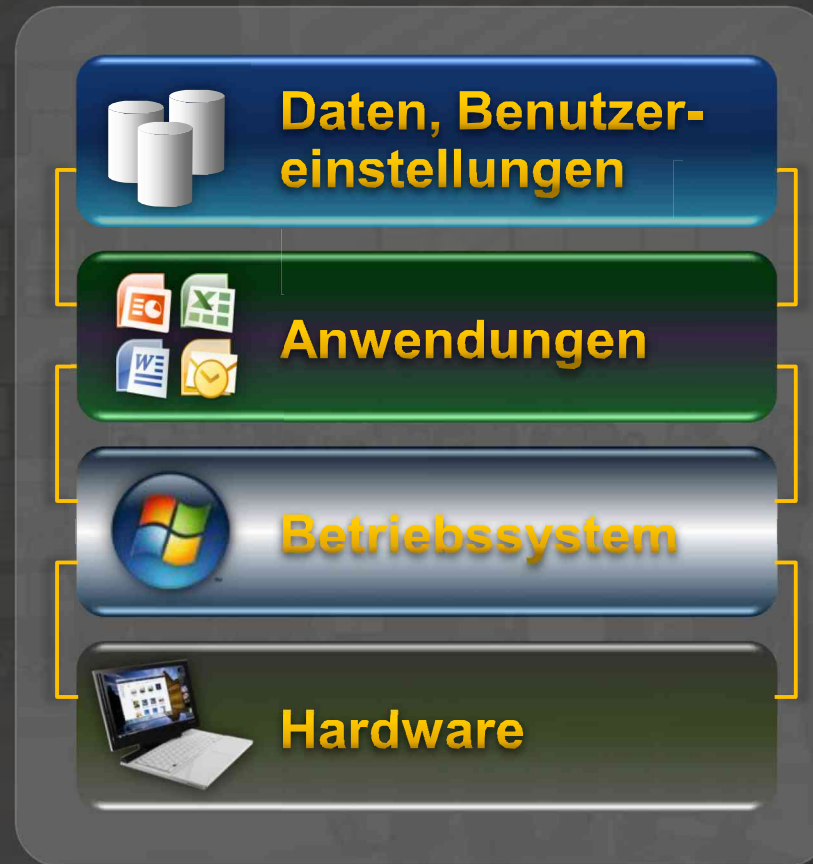 Daten, Benutzer-
einstellungen
Anwendungen
Betriebssystem
Hardware